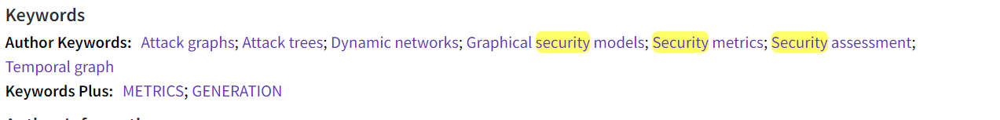 Keywords
Author Keywords: Attack graphs; Attack trees; Dynamic networks; Graphical security models; Security metrics; Security assessment;
Temporal graph
Keywords Plus: METRICS; GENERATION